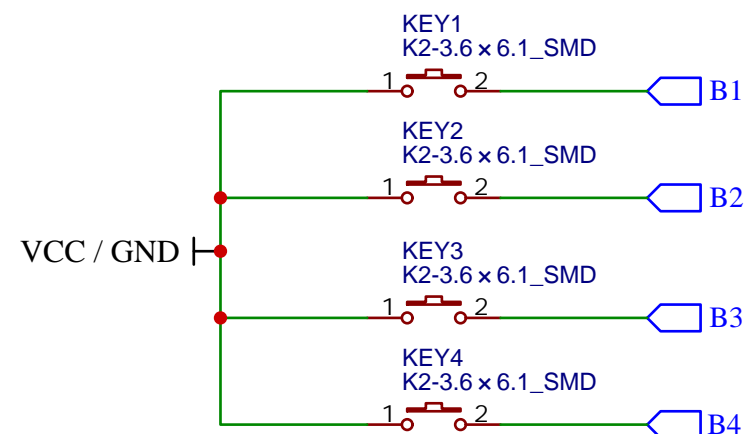 KEY1
K2-3.6×6.1_SMD
1 2 B1
KEY2
K2-3.6×6.1_SMD
1 2 B2
VCC / GND
KEY3
K2-3.6×6.1_SMD
1 2 B3
KEY4
K2-3.6×6.1_SMD
1 2 B4